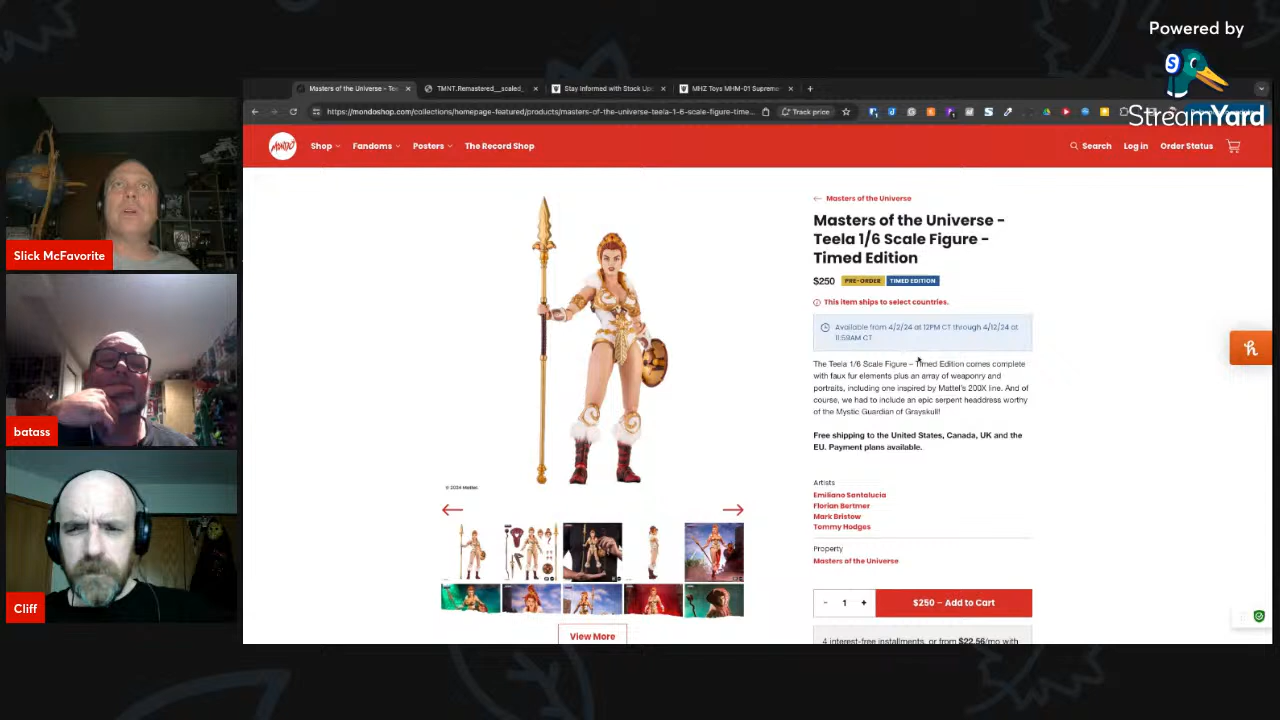 Powered by
StreamYard
Slick McFavorite
batass
Cliff
Masters of the Universe - Tee
TMNT.Remastered__scaled_
Stay Informed with Stock Up
MHZ Toys MHM-01 Supreme
https://mondoshop.com/collections/homepage-featured/products/masters-of-the-universe-teela-1-6-scale-figure-time...
Track price
MONDO
Shop
Fandoms
Posters
The Record Shop
Search
Log in
Order Status
Masters of the Universe
Masters of the Universe -
Teela 1/6 Scale Figure -
Timed Edition
$250 PRE-ORDER TIMED EDITION
This item ships to select countries.
Available from 4/2/24 at 12PM CT through 4/12/24 at
11:59AM CT
The Teela 1/6 Scale Figure – Timed Edition comes complete
with faux fur elements plus an array of weaponry and
portraits, including one inspired by Mattel's 200X line. And of
course, we had to include an epic serpent headdress worthy
of the Mystic Guardian of Grayskull!
Free shipping to the United States, Canada, UK and the
EU. Payment plans available.
© 2024 Mattel.
Artists
Emiliano Santalucia
Florian Bertmer
Mark Bristow
Tommy Hodges
Property
Masters of the Universe
- 1 +
$250 – Add to Cart
View More
4 interest-free installments, or from $22.56/mo with